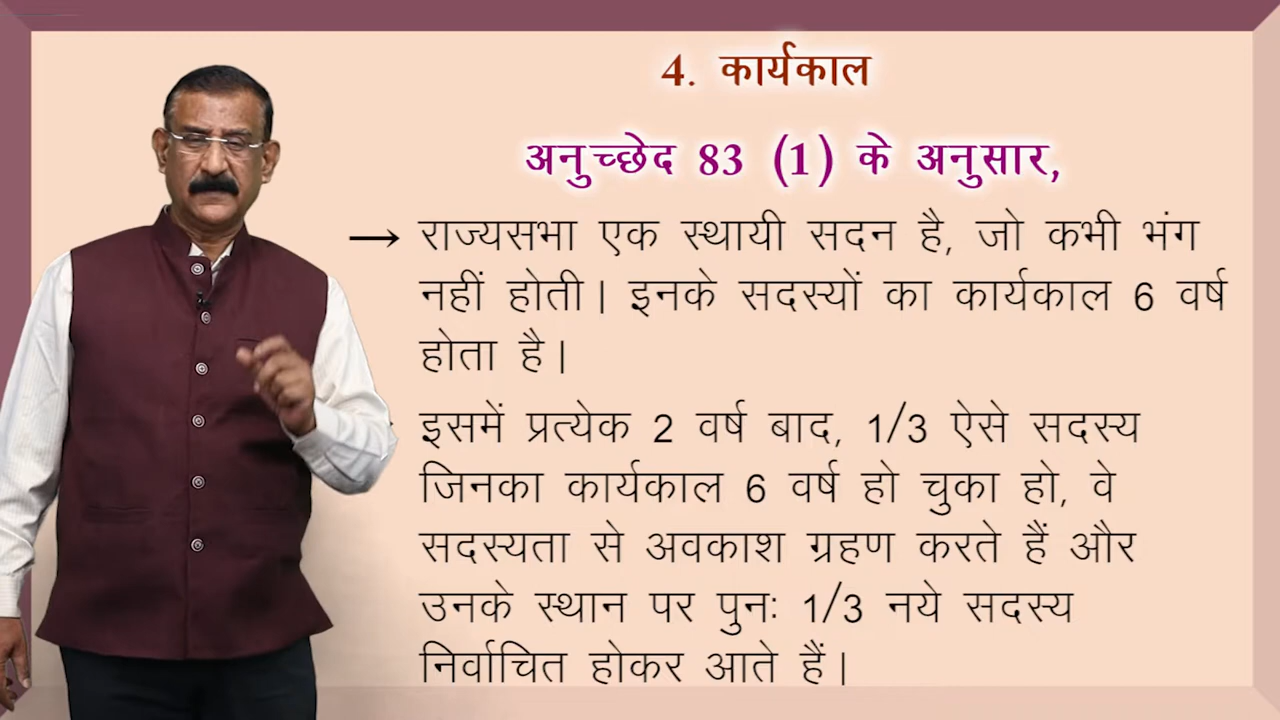 4. कार्यकाल
अनुच्छेद 83 (1) के अनुसार,
→ राज्यसभा एक स्थायी सदन है, जो कभी भंग
नहीं होती। इनके सदस्यों का कार्यकाल 6 वर्ष
होता है।
इसमें प्रत्येक 2 वर्ष बाद, 1/3 ऐसे सदस्य
जिनका कार्यकाल 6 वर्ष हो चुका हो, वे
सदस्यता से अवकाश ग्रहण करते हैं और
उनके स्थान पर पुनः 1/3 नये सदस्य
निर्वाचित होकर आते हैं।